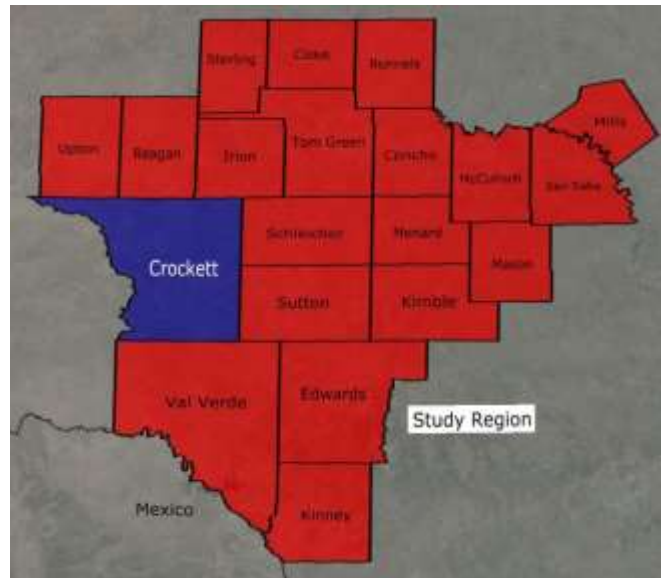 Sterling
Coke
Runnels
Mills
Upton
Reagan
Irion
Tom Green
Concho
McCulloch
San Saba
Schleicher
Menard
Mason
Crockett
Sutton
Kimble
Val Verde
Edwards
Study Region
Mexico
Kinney